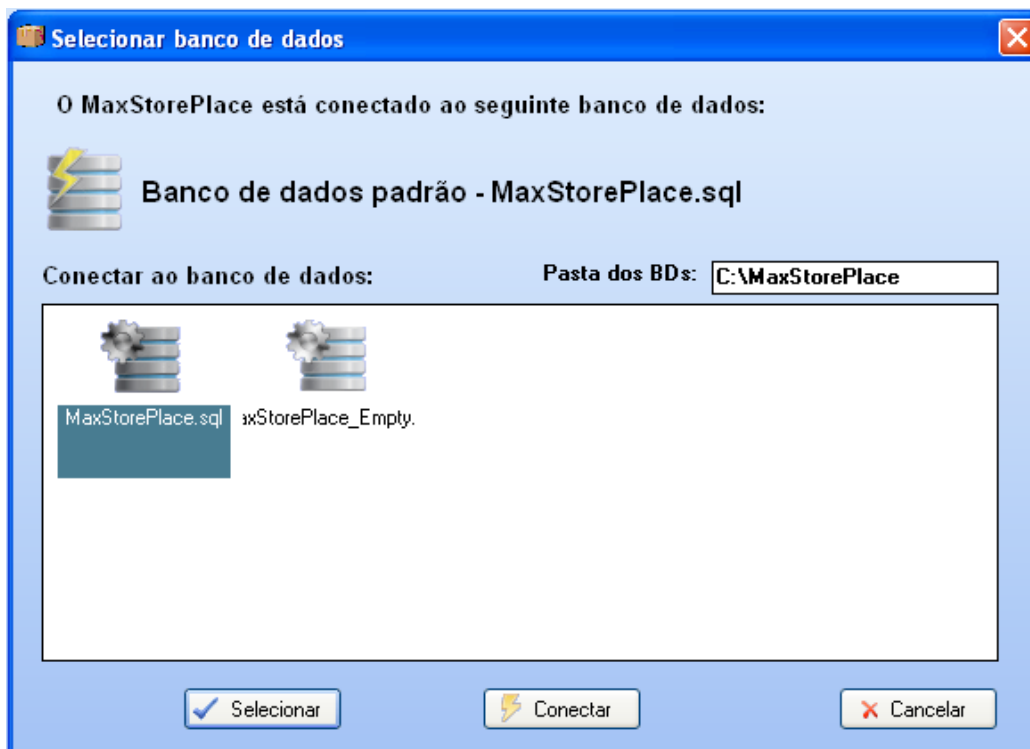 Selecionar banco de dados
O MaxStorePlace está conectado ao seguinte banco de dados:
Banco de dados padrão - MaxStorePlace.sql
Conectar ao banco de dados:
Pasta dos BDs: C:\MaxStorePlace
MaxStorePlace.sql axStorePlace_Empty.
Selecionar Conectar Cancelar